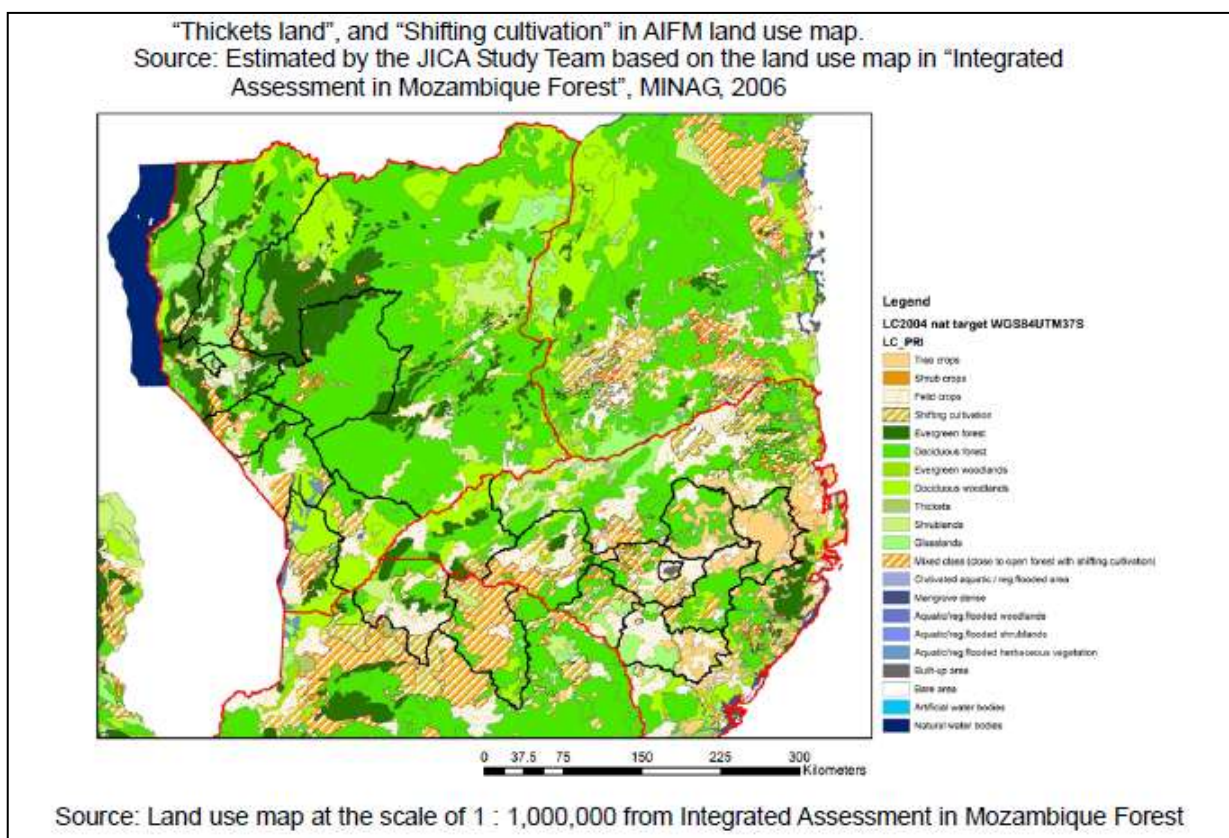 “Thickets land”, and “Shifting cultivation” in AIFM land use map.
Source: Estimated by the JICA Study Team based on the land use map in “Integrated
Assessment in Mozambique Forest”, MINAG, 2006
Legend
LC2004 nat target WGS84UTM37S
LC_PRI
Tree crops
Shrub crops
Field crops
Shifting cultivation
Evergreen forest
Deciduous forest
Evergreen woodlands
Deciduous woodlands
Thickets
Shrublands
Glasslands
Mixed class (close to open forest with shifting cultivation)
Civtivated aquatic / reg.flooded area
Mangrove dense
Aquatic/reg.flooded woodlands
Aquatic/reg.flooded shrublands
Aquatic/reg.flooded herbaceous vegetation
Built-up area
Bare area
Artificial water bodies
Natural water bodies
0 37.5 75 150 225 300
Kilometers
Source: Land use map at the scale of 1 : 1,000,000 from Integrated Assessment in Mozambique Forest